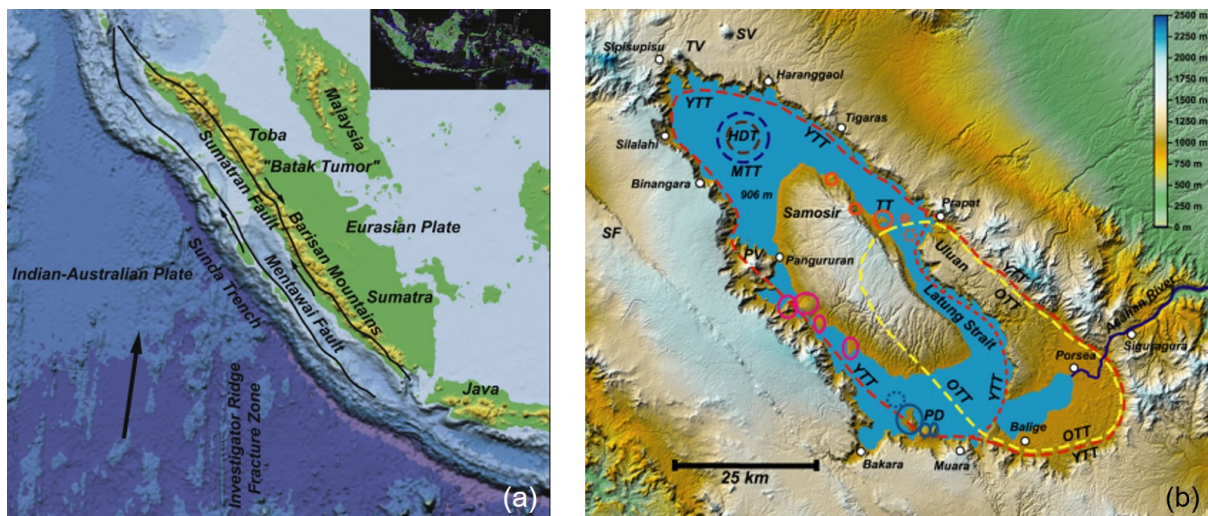 Toba
"Batak Tumor"
Malaysia
Sumatran Fault
Barisan Mountains
Eurasian Plate
Indian-Australian Plate
Sunda Trench
Mentawai Fault
Sumatra
Java
Investigator Ridge
Fracture Zone
(a)
SV
TV
Sipisupisu
Haranggaol
YTT
YTT
Tigaras
Silalahi
HDT
MTT
Binangara
906 m
Samosir
TT
Prapat
SF
PV
Pangururan
Uluan
YTT
OTT
Latung Strait
Asahan River
Siguragura
Porsea
YTT
OTT
YTT
PD
Balige
OTT
YTT
Bakara
Muara
25 km
2500 m
2250 m
2000 m
1750 m
1500 m
1250 m
1000 m
750 m
500 m
250 m
0 m
(b)